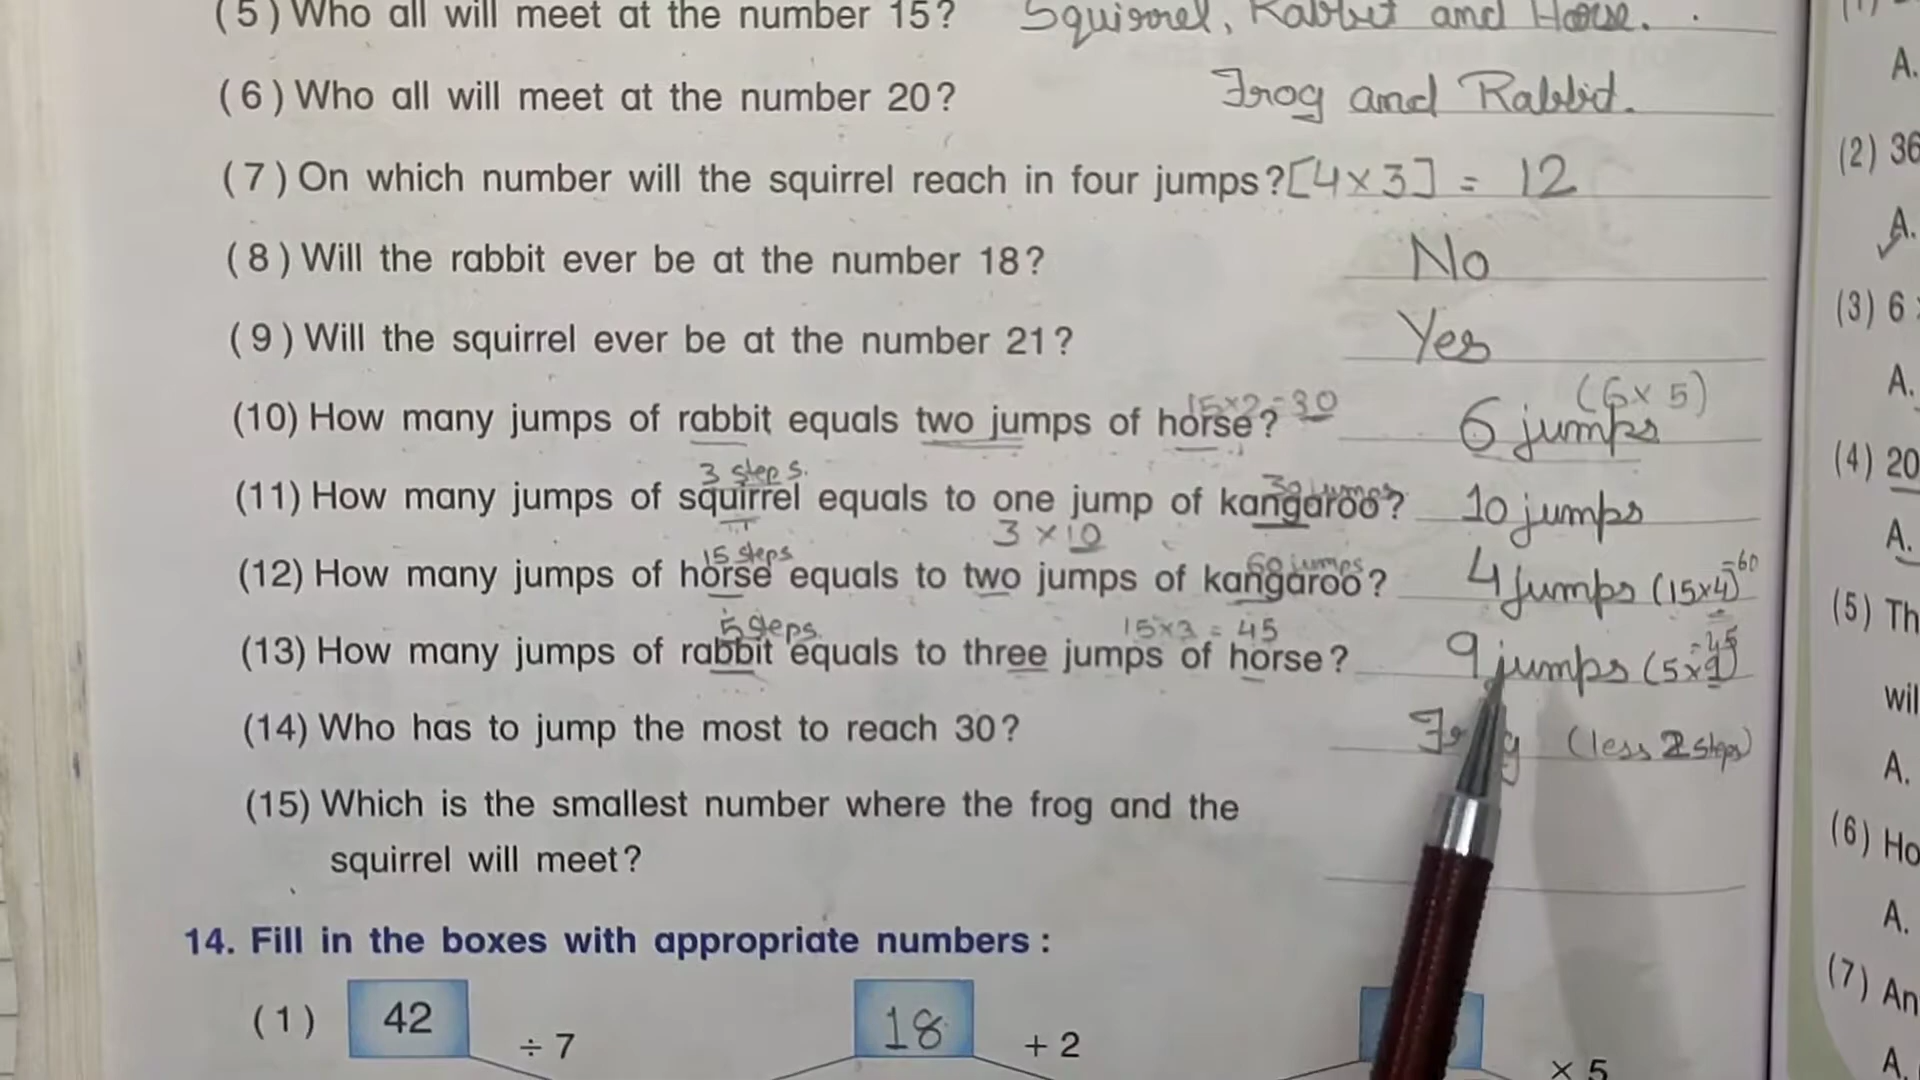 (5) Who all will meet at the number 15? Squirrel, Rabbit and Horse.
(6) Who all will meet at the number 20? Frog and Rabbit.
(7) On which number will the squirrel reach in four jumps? [4×3] = 12
(8) Will the rabbit ever be at the number 18? No
(9) Will the squirrel ever be at the number 21? Yes
15×2=30 (6×5)
(10) How many jumps of rabbit equals two jumps of horse? 6 jumps
3 steps. 30 jumps
(11) How many jumps of squirrel equals to one jump of kangaroo? 10 jumps
3 × 10
15 steps 60 jumps
(12) How many jumps of horse equals to two jumps of kangaroo? 4 Jumps (15×4) =60
5 steps. 15×3 = 45
(13) How many jumps of rabbit equals to three jumps of horse? 9 jumps (5×9) =45
(14) Who has to jump the most to reach 30? (less 2 steps)
(15) Which is the smallest number where the frog and the
squirrel will meet?
14. Fill in the boxes with appropriate numbers :
(1) 42 ÷ 7 18 + 2 × 5
A.
(2) 36
A.
(3) 6
A.
(4) 20
A.
(5) Th
wil
A.
(6) Ho
A.
(7) An
A.